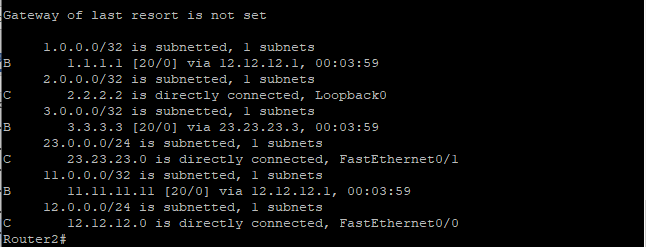 Gateway of last resort is not set
1.0.0.0/32 is subnetted, 1 subnets
B 1.1.1.1 [20/0] via 12.12.12.1, 00:03:59
2.0.0.0/32 is subnetted, 1 subnets
C 2.2.2.2 is directly connected, Loopback0
3.0.0.0/32 is subnetted, 1 subnets
B 3.3.3.3 [20/0] via 23.23.23.3, 00:03:59
23.0.0.0/24 is subnetted, 1 subnets
C 23.23.23.0 is directly connected, FastEthernet0/1
11.0.0.0/32 is subnetted, 1 subnets
B 11.11.11.11 [20/0] via 12.12.12.1, 00:03:59
12.0.0.0/24 is subnetted, 1 subnets
C 12.12.12.0 is directly connected, FastEthernet0/0
Router2#